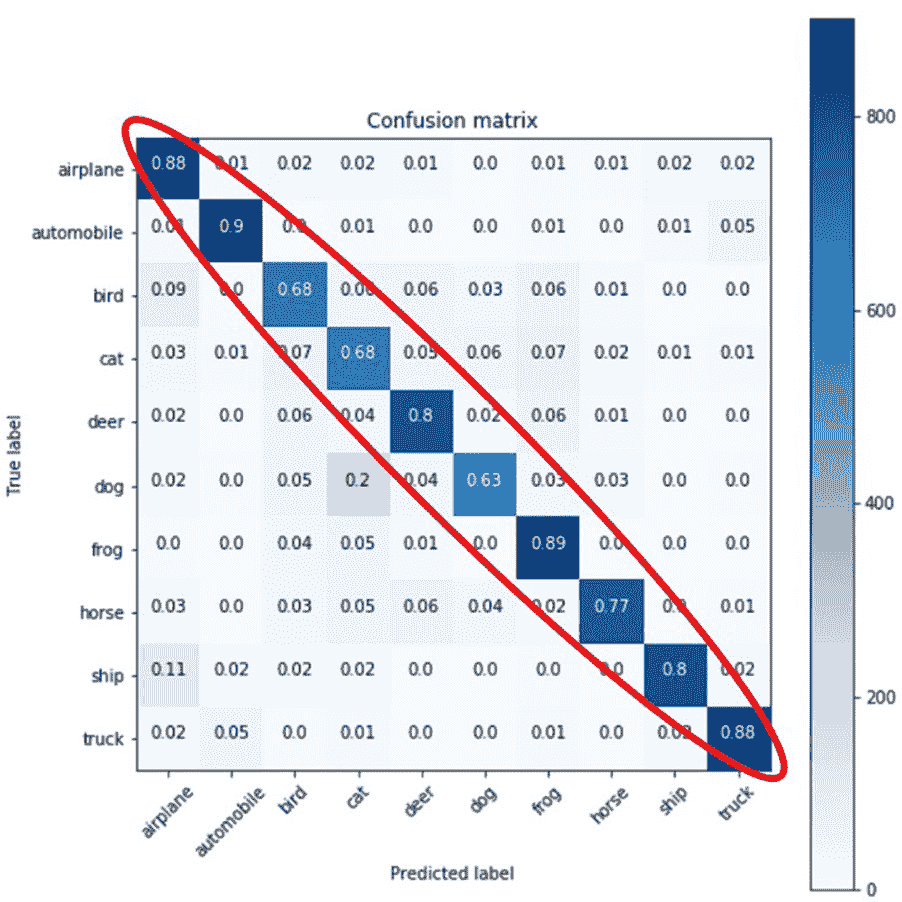 Confusion matrix
800
airplane 0.88 0.01 0.02 0.02 0.01 0.0 0.01 0.01 0.02 0.02
automobile 0.01 0.9 0.01 0.0 0.0 0.01 0.0 0.01 0.05
bird 0.09 0.0 0.68 0.06 0.06 0.03 0.06 0.01 0.0 0.0
600
cat 0.03 0.01 0.07 0.68 0.05 0.06 0.07 0.02 0.01 0.01
deer 0.02 0.0 0.06 0.04 0.8 0.02 0.06 0.01 0.0 0.0
True label
dog 0.02 0.0 0.05 0.2 0.04 0.63 0.03 0.03 0.0 0.0
400
frog 0.0 0.0 0.04 0.05 0.01 0.0 0.89 0.0 0.0 0.0
horse 0.03 0.0 0.03 0.05 0.06 0.04 0.02 0.77 0.01
ship 0.11 0.02 0.02 0.02 0.0 0.0 0.0 0.0 0.8 0.02
200
truck 0.02 0.05 0.0 0.01 0.0 0.0 0.01 0.0 0.88
airplane automobile bird cat deer dog frog horse ship truck
Predicted label
0